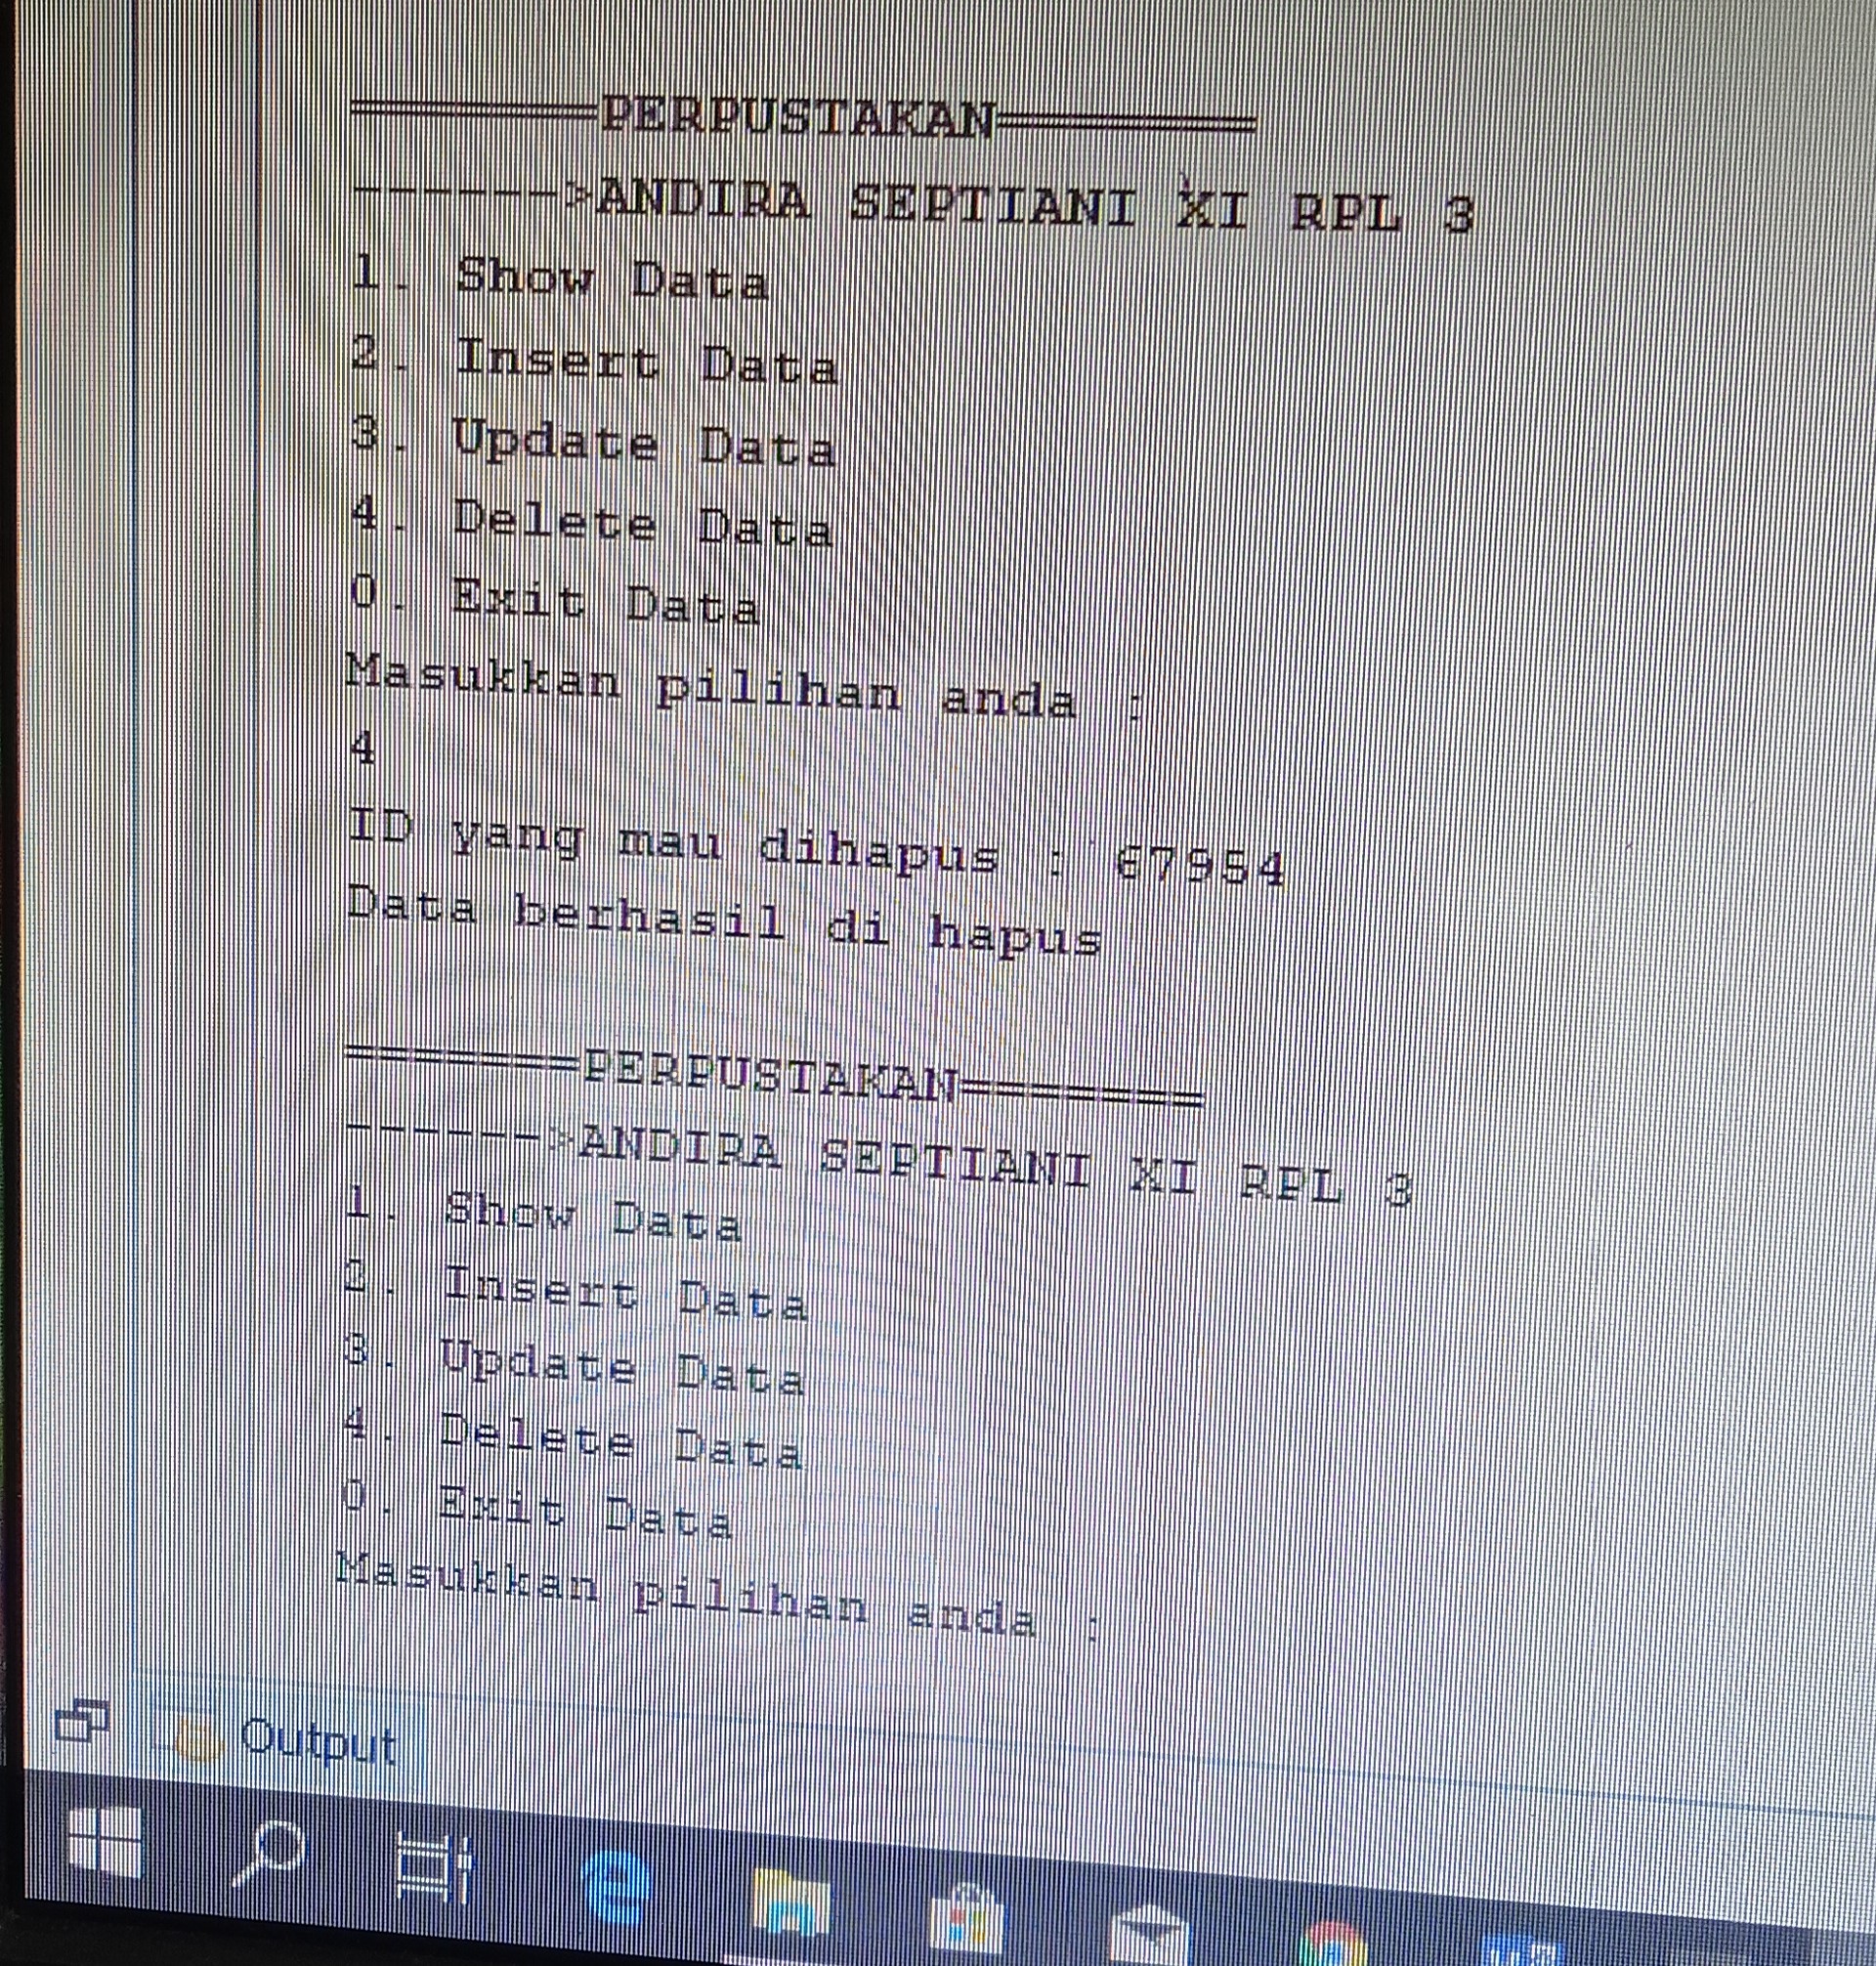 =======PERPUSTAKAN=======
------>ANDIRA SEPTIANI XI RPL 3
1. Show Data
2. Insert Data
3. Update Data
4. Delete Data
0. Exit Data
Masukkan pilihan anda :
4
ID yang mau dihapus : 67954
Data berhasil di hapus
=======PERPUSTAKAN=======
------>ANDIRA SEPTIANI XI RPL 3
1. Show Data
2. Insert Data
3. Update Data
4. Delete Data
0. Exit Data
Masukkan pilihan anda :
Output